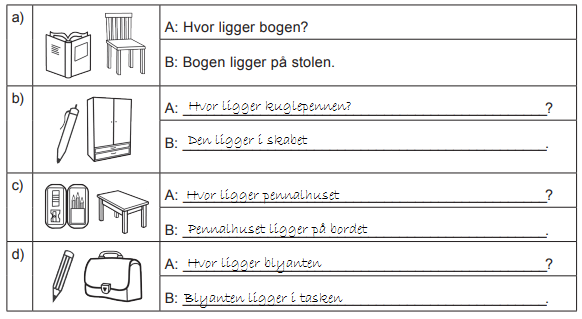 a)
A: Hvor ligger bogen?
B: Bogen ligger på stolen.
b)
A: Hvor ligger kuglepennen? ?
B: Den ligger i skabet .
c)
A: Hvor ligger pennalhuset ?
B: Pennalhuset ligger på bordet .
d)
A: Hvor ligger blyanten ?
B: Blyanten ligger i tasken .